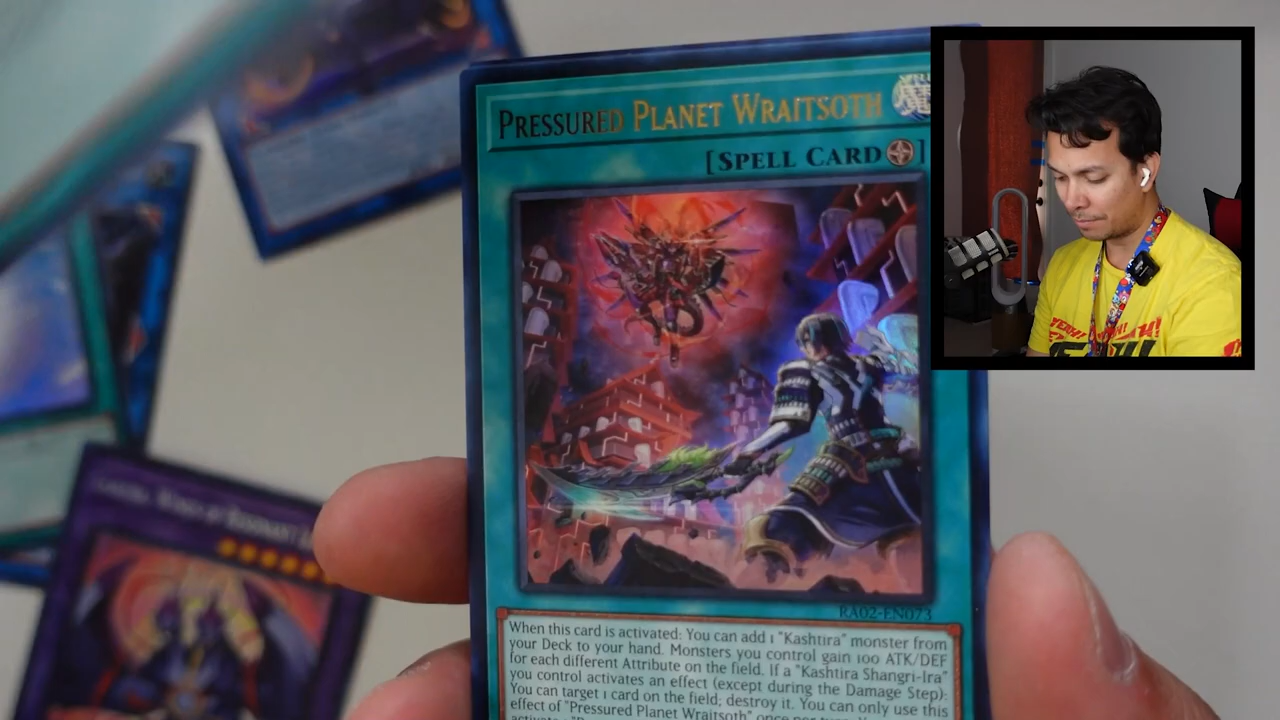 PRESSURED PLANET WRAITSOTH
[SPELL CARD]
RA02-EN073
When this card is activated: You can add 1 "Kashtira" monster from
your Deck to your hand. Monsters you control gain 100 ATK/DEF
for each different Attribute on the field. If a "Kashtira Shangri-Ira"
you control activates an effect (except during the Damage Step):
You can target 1 card on the field; destroy it. You can only use this
effect of "Pressured Planet Wraitsoth" once per turn.
YEAH!